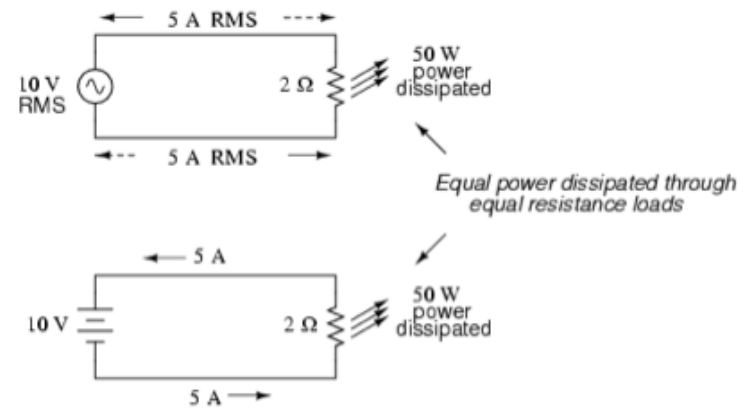 5 A RMS
10 V
RMS
2 Ω
50 W
power
dissipated
5 A RMS
Equal power dissipated through
equal resistance loads
5 A
10 V
2 Ω
50 W
power
dissipated
5 A